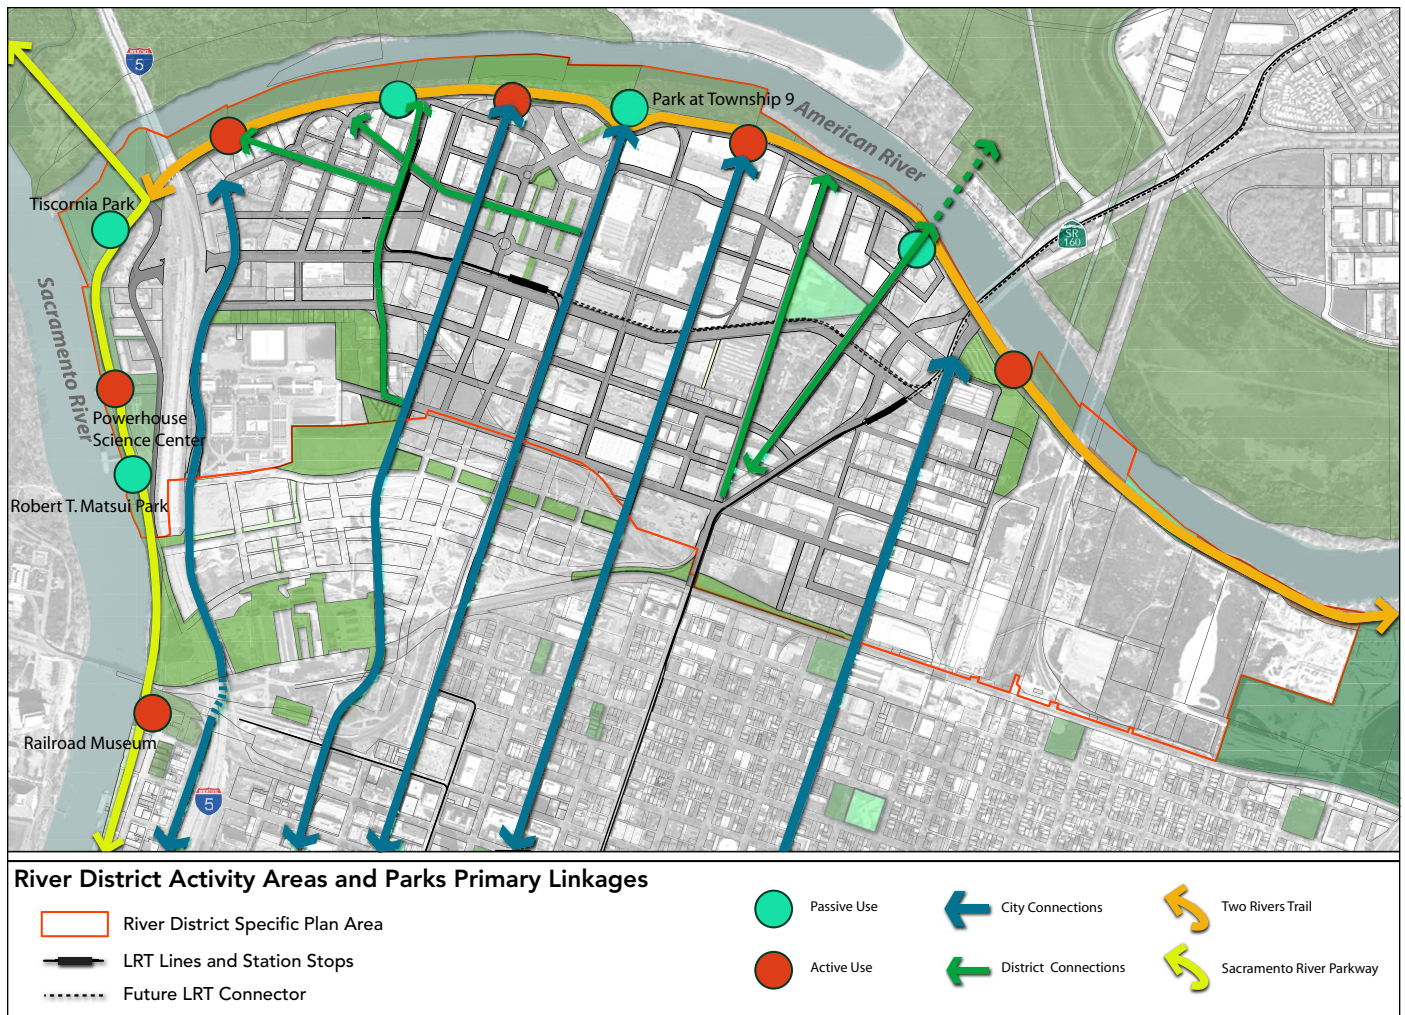 5
Park at Township 9
American River
Tiscornia Park
SR
160
Sacramento River
Powerhouse
Science Center
Robert T. Matsui Park
Railroad Museum
5
River District Activity Areas and Parks Primary Linkages
River District Specific Plan Area
LRT Lines and Station Stops
Future LRT Connector
Passive Use
Active Use
City Connections
District Connections
Two Rivers Trail
Sacramento River Parkway